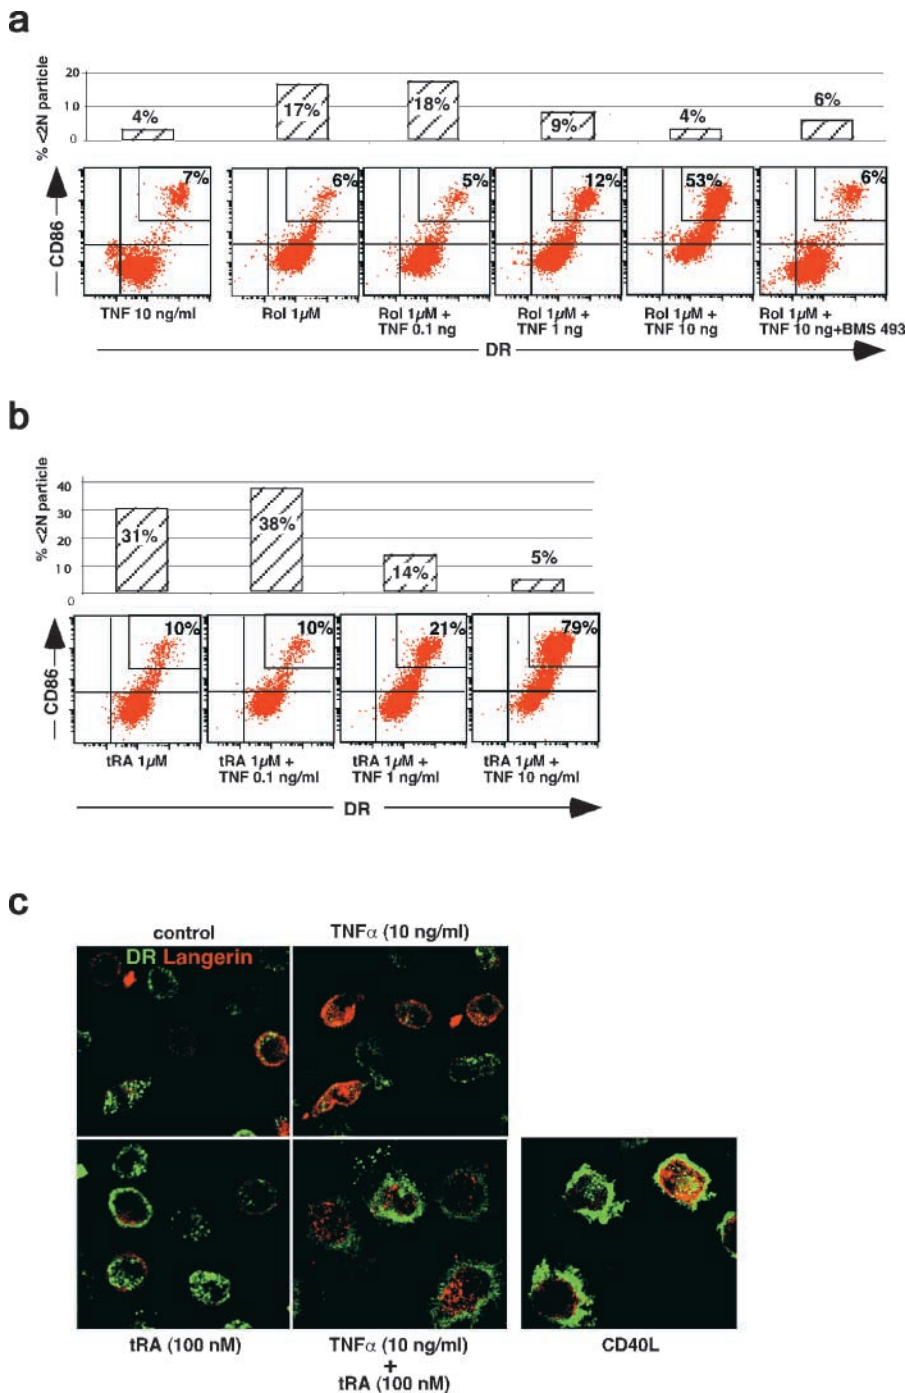 a
% <2N particle
20
10
0
4%
17%
18%
9%
4%
6%
CD86
7%
6%
5%
12%
53%
6%
TNF 10 ng/ml
Rol 1µM
Rol 1µM +
TNF 0.1 ng
Rol 1µM +
TNF 1 ng
Rol 1µM +
TNF 10 ng
Rol 1µM +
TNF 10 ng+BMS 493
DR
b
% <2N particle
40
30
20
10
0
31%
38%
14%
5%
CD86
10%
10%
21%
79%
tRA 1µM
tRA 1µM +
TNF 0.1 ng/ml
tRA 1µM +
TNF 1 ng/ml
tRA 1µM +
TNF 10 ng/ml
DR
c
control
TNFα (10 ng/ml)
DR Langerin
tRA (100 nM)
TNFα (10 ng/ml)
+
tRA (100 nM)
CD40L